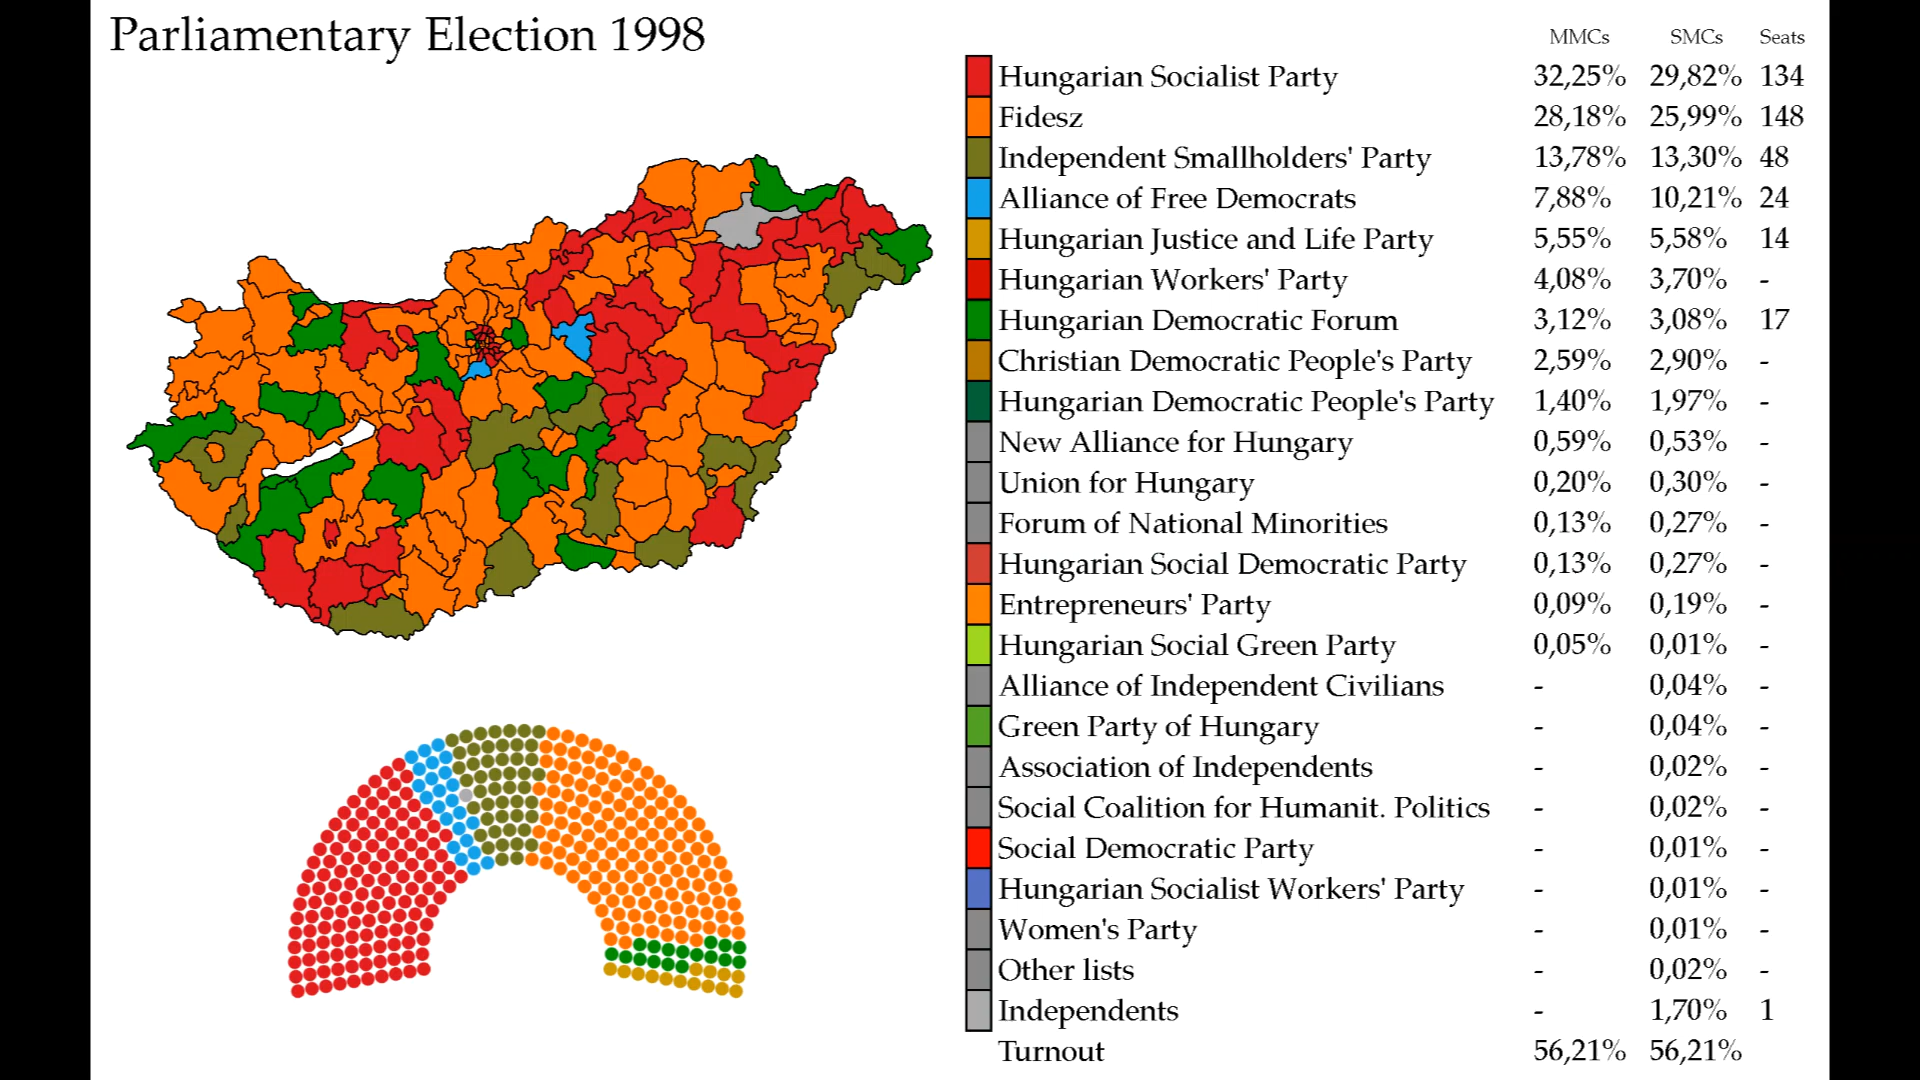 Parliamentary Election 1998
MMCs SMCs Seats
Hungarian Socialist Party 32,25% 29,82% 134
Fidesz 28,18% 25,99% 148
Independent Smallholders' Party 13,78% 13,30% 48
Alliance of Free Democrats 7,88% 10,21% 24
Hungarian Justice and Life Party 5,55% 5,58% 14
Hungarian Workers' Party 4,08% 3,70% -
Hungarian Democratic Forum 3,12% 3,08% 17
Christian Democratic People's Party 2,59% 2,90% -
Hungarian Democratic People's Party 1,40% 1,97% -
New Alliance for Hungary 0,59% 0,53% -
Union for Hungary 0,20% 0,30% -
Forum of National Minorities 0,13% 0,27% -
Hungarian Social Democratic Party 0,13% 0,27% -
Entrepreneurs' Party 0,09% 0,19% -
Hungarian Social Green Party 0,05% 0,01% -
Alliance of Independent Civilians - 0,04% -
Green Party of Hungary - 0,04% -
Association of Independents - 0,02% -
Social Coalition for Humanit. Politics - 0,02% -
Social Democratic Party - 0,01% -
Hungarian Socialist Workers' Party - 0,01% -
Women's Party - 0,01% -
Other lists - 0,02% -
Independents - 1,70% 1
Turnout 56,21% 56,21%